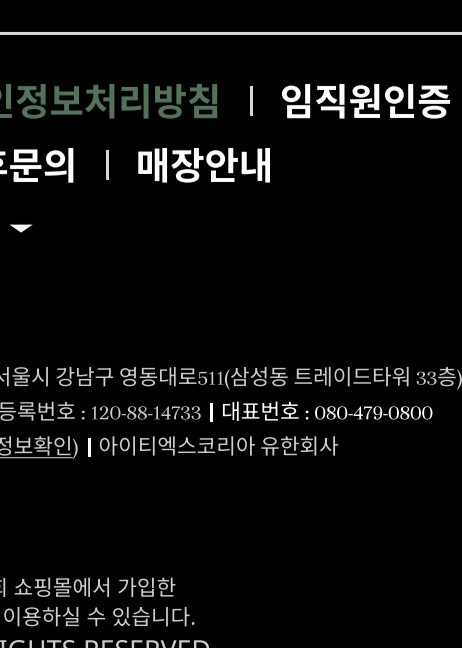 인정보처리방침 | 임직원인증
휴문의 | 매장안내
서울시 강남구 영동대로511(삼성동 트레이드타워 33층)
등록번호 : 120-88-14733 | 대표번호 : 080-479-0800
정보확인) | 아이티엑스코리아 유한회사
회 쇼핑몰에서 가입한
이용하실 수 있습니다.
RIGHTS RESERVED